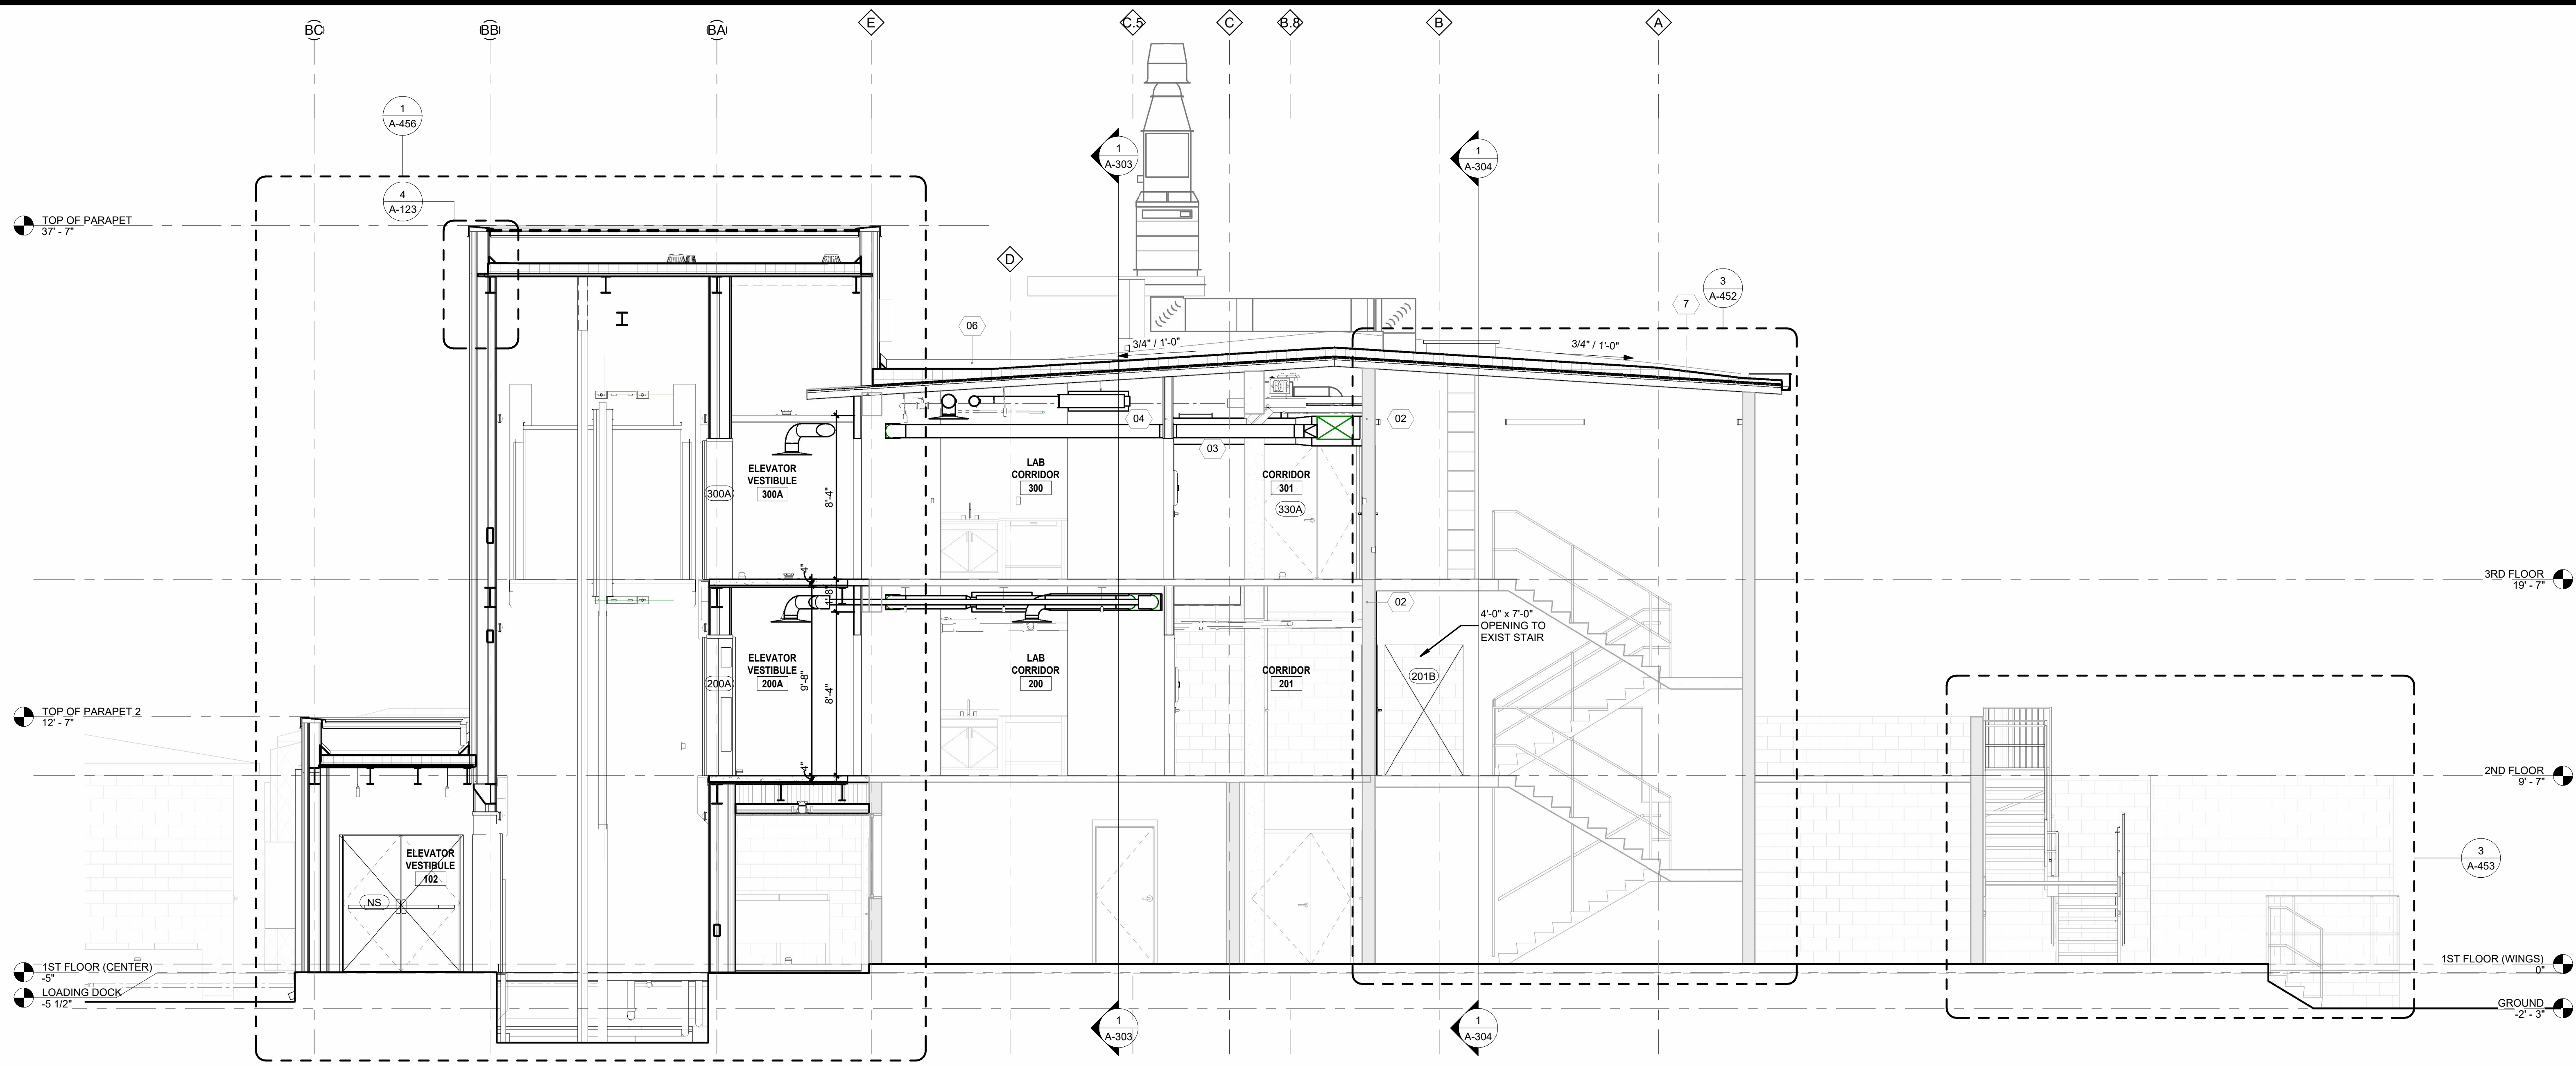 BC
BB
BA
E
C.5
C
B.8
B
A
1
A-456
4
A-123
1
A-303
1
A-304
TOP OF PARAPET
37' - 7"
D
3
A-452
7
06
3/4" / 1'-0"
3/4" / 1'-0"
04
02
03
ELEVATOR
VESTIBULE
300A
300A
8'-4"
LAB
CORRIDOR
300
CORRIDOR
301
330A
4"
3RD FLOOR
19' - 7"
1'-8"
02
4'-0" x 7'-0"
OPENING TO
EXIST STAIR
ELEVATOR
VESTIBULE
200A
200A
9'-8"
8'-4"
LAB
CORRIDOR
200
CORRIDOR
201
201B
TOP OF PARAPET 2
12' - 7"
4"
2ND FLOOR
9' - 7"
ELEVATOR
VESTIBULE
102
NS
3
A-453
1ST FLOOR (CENTER)
-5"
LOADING DOCK
-5 1/2"
1ST FLOOR (WINGS)
0"
GROUND
-2' - 3"
1
A-303
1
A-304